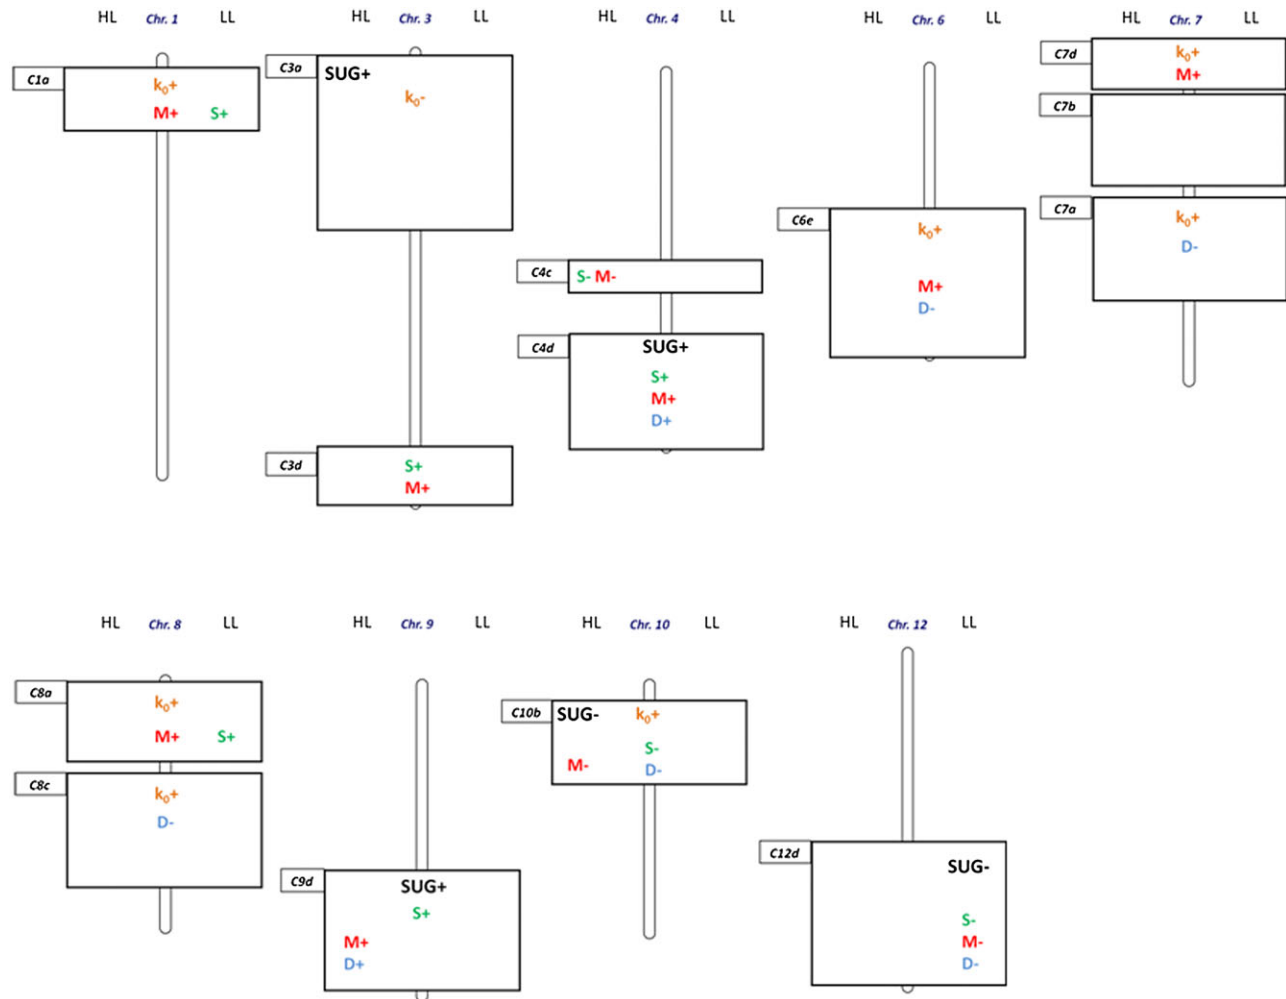 HL Chr. 1 LL
C1a
k₀+
M+ S+
HL Chr. 3 LL
C3a
SUG+
k₀-
C3d
S+
M+
HL Chr. 4 LL
C4c
S- M-
C4d
SUG+
S+
M+
D+
HL Chr. 6 LL
C6e
k₀+
M+
D-
HL Chr. 7 LL
C7d
k₀+
M+
C7b
C7a
k₀+
D-
HL Chr. 8 LL
C8a
k₀+
M+ S+
C8c
k₀+
D-
HL Chr. 9 LL
C9d
SUG+
S+
M+
D+
HL Chr. 10 LL
C10b
SUG- k₀+
S-
M- D-
HL Chr. 12 LL
C12d
SUG-
S-
M-
D-